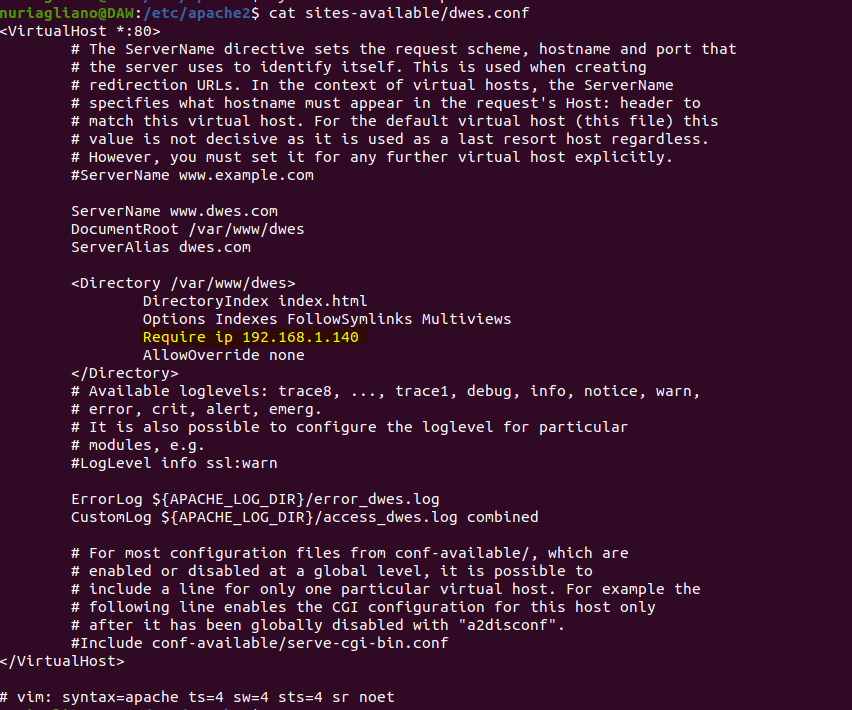 nuriagliano@DAW:/etc/apache2$ cat sites-available/dwes.conf
<VirtualHost *:80>
        # The ServerName directive sets the request scheme, hostname and port that
        # the server uses to identify itself. This is used when creating
        # redirection URLs. In the context of virtual hosts, the ServerName
        # specifies what hostname must appear in the request's Host: header to
        # match this virtual host. For the default virtual host (this file) this
        # value is not decisive as it is used as a last resort host regardless.
        # However, you must set it for any further virtual host explicitly.
        #ServerName www.example.com

        ServerName www.dwes.com
        DocumentRoot /var/www/dwes
        ServerAlias dwes.com

        <Directory /var/www/dwes>
                DirectoryIndex index.html
                Options Indexes FollowSymlinks Multiviews
                Require ip 192.168.1.140
                AllowOverride none
        </Directory>
        # Available loglevels: trace8, ..., trace1, debug, info, notice, warn,
        # error, crit, alert, emerg.
        # It is also possible to configure the loglevel for particular
        # modules, e.g.
        #LogLevel info ssl:warn

        ErrorLog ${APACHE_LOG_DIR}/error_dwes.log
        CustomLog ${APACHE_LOG_DIR}/access_dwes.log combined

        # For most configuration files from conf-available/, which are
        # enabled or disabled at a global level, it is possible to
        # include a line for only one particular virtual host. For example the
        # following line enables the CGI configuration for this host only
        # after it has been globally disabled with "a2disconf".
        #Include conf-available/serve-cgi-bin.conf
</VirtualHost>

# vim: syntax=apache ts=4 sw=4 sts=4 sr noet